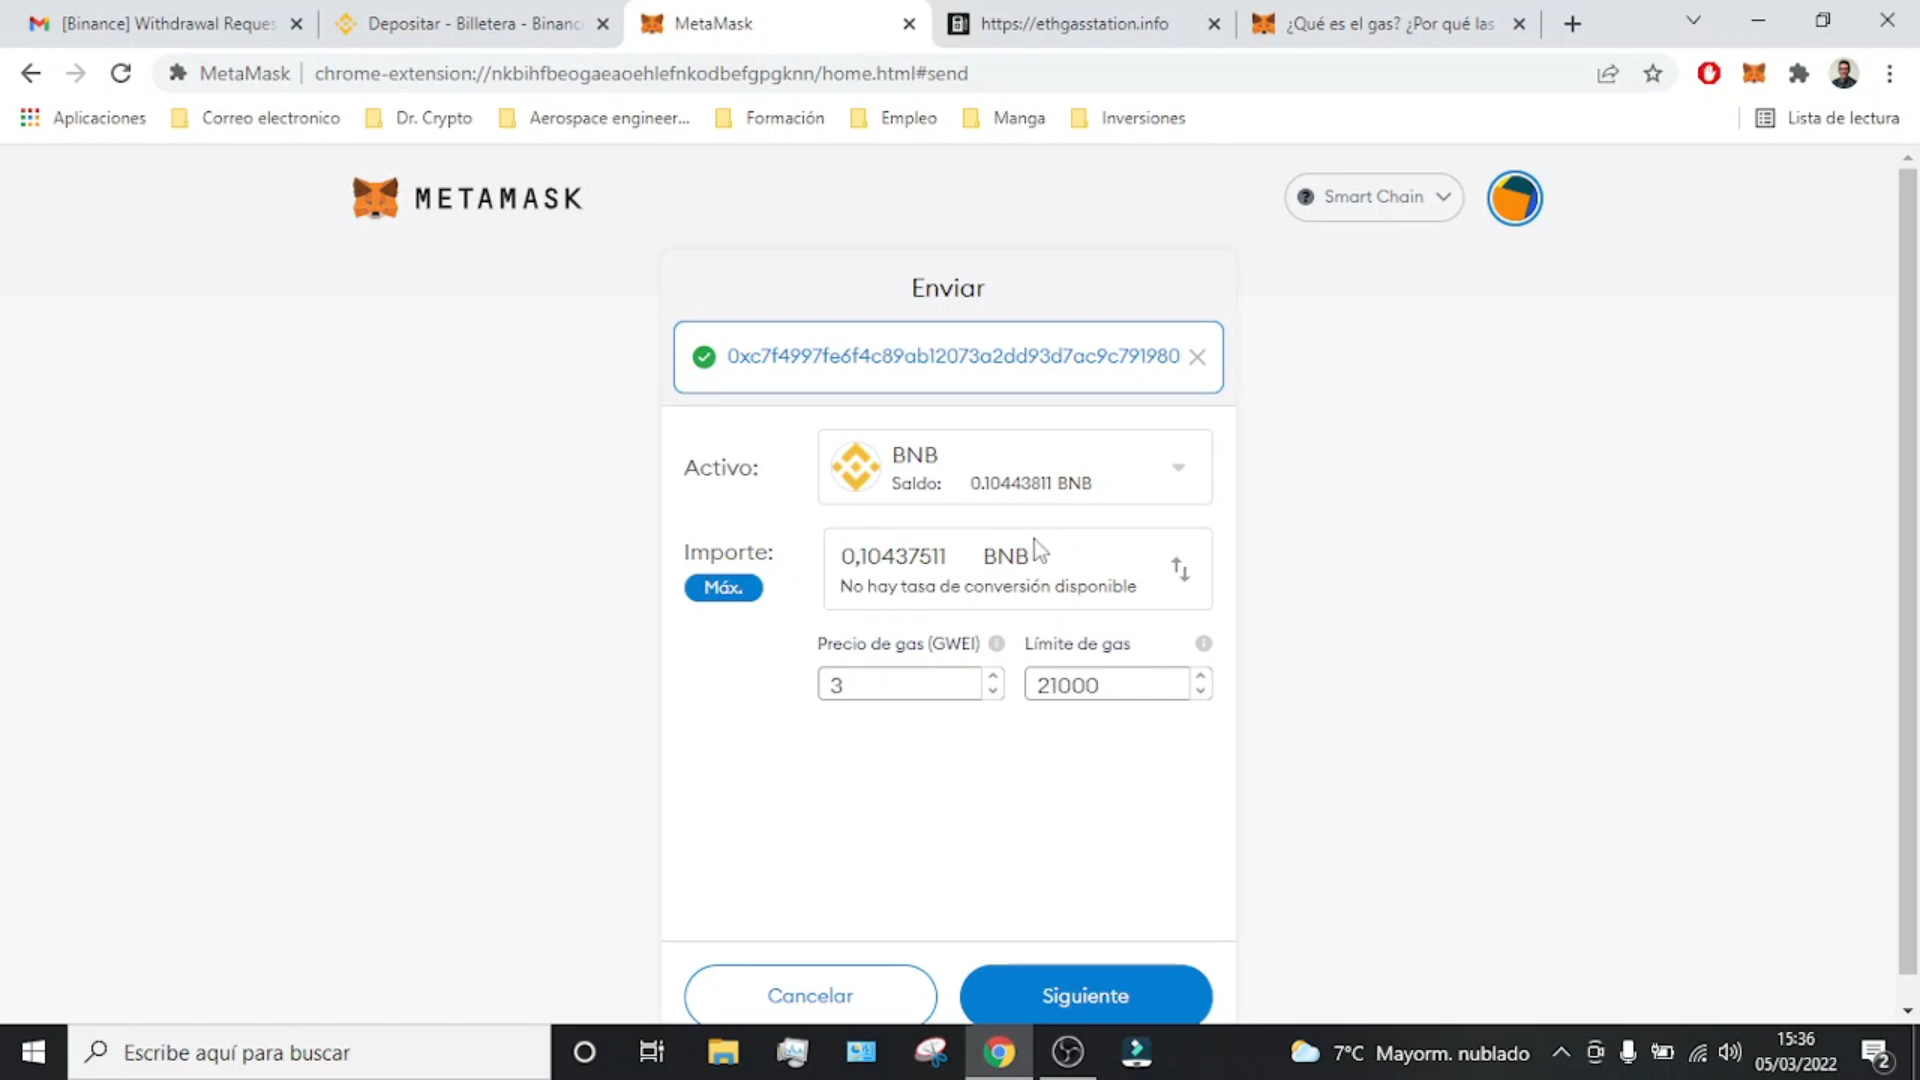 [Binance] Withdrawal Reques
Depositar - Billetera - Binance
MetaMask
https://ethgasstation.info
¿Qué es el gas? ¿Por qué las
MetaMask
chrome-extension://nkbihfbeogaeaoehlefnkodbefgpgknn/home.html#send
Aplicaciones
Correo electronico
Dr. Crypto
Aerospace engineer...
Formación
Empleo
Manga
Inversiones
Lista de lectura
METAMASK
Smart Chain
Enviar
0xc7f4997fe6f4c89ab12073a2dd93d7ac9c791980
Activo:
BNB
Saldo: 0.10443811 BNB
Importe:
Máx.
0,10437511 BNB
No hay tasa de conversión disponible
Precio de gas (GWEI)
Límite de gas
3
21000
Cancelar
Siguiente
Escribe aquí para buscar
7°C Mayorm. nublado
15:36
05/03/2022
2